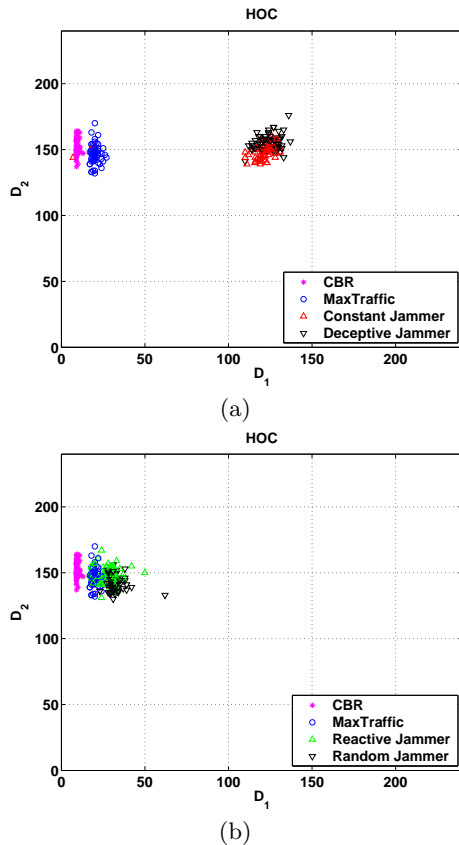 HOC
D2
200
150
100
50
0
CBR
MaxTraffic
Constant Jammer
Deceptive Jammer
0 50 100 150 200
D1
(a)
HOC
D2
200
150
100
50
0
CBR
MaxTraffic
Reactive Jammer
Random Jammer
0 50 100 150 200
D1
(b)